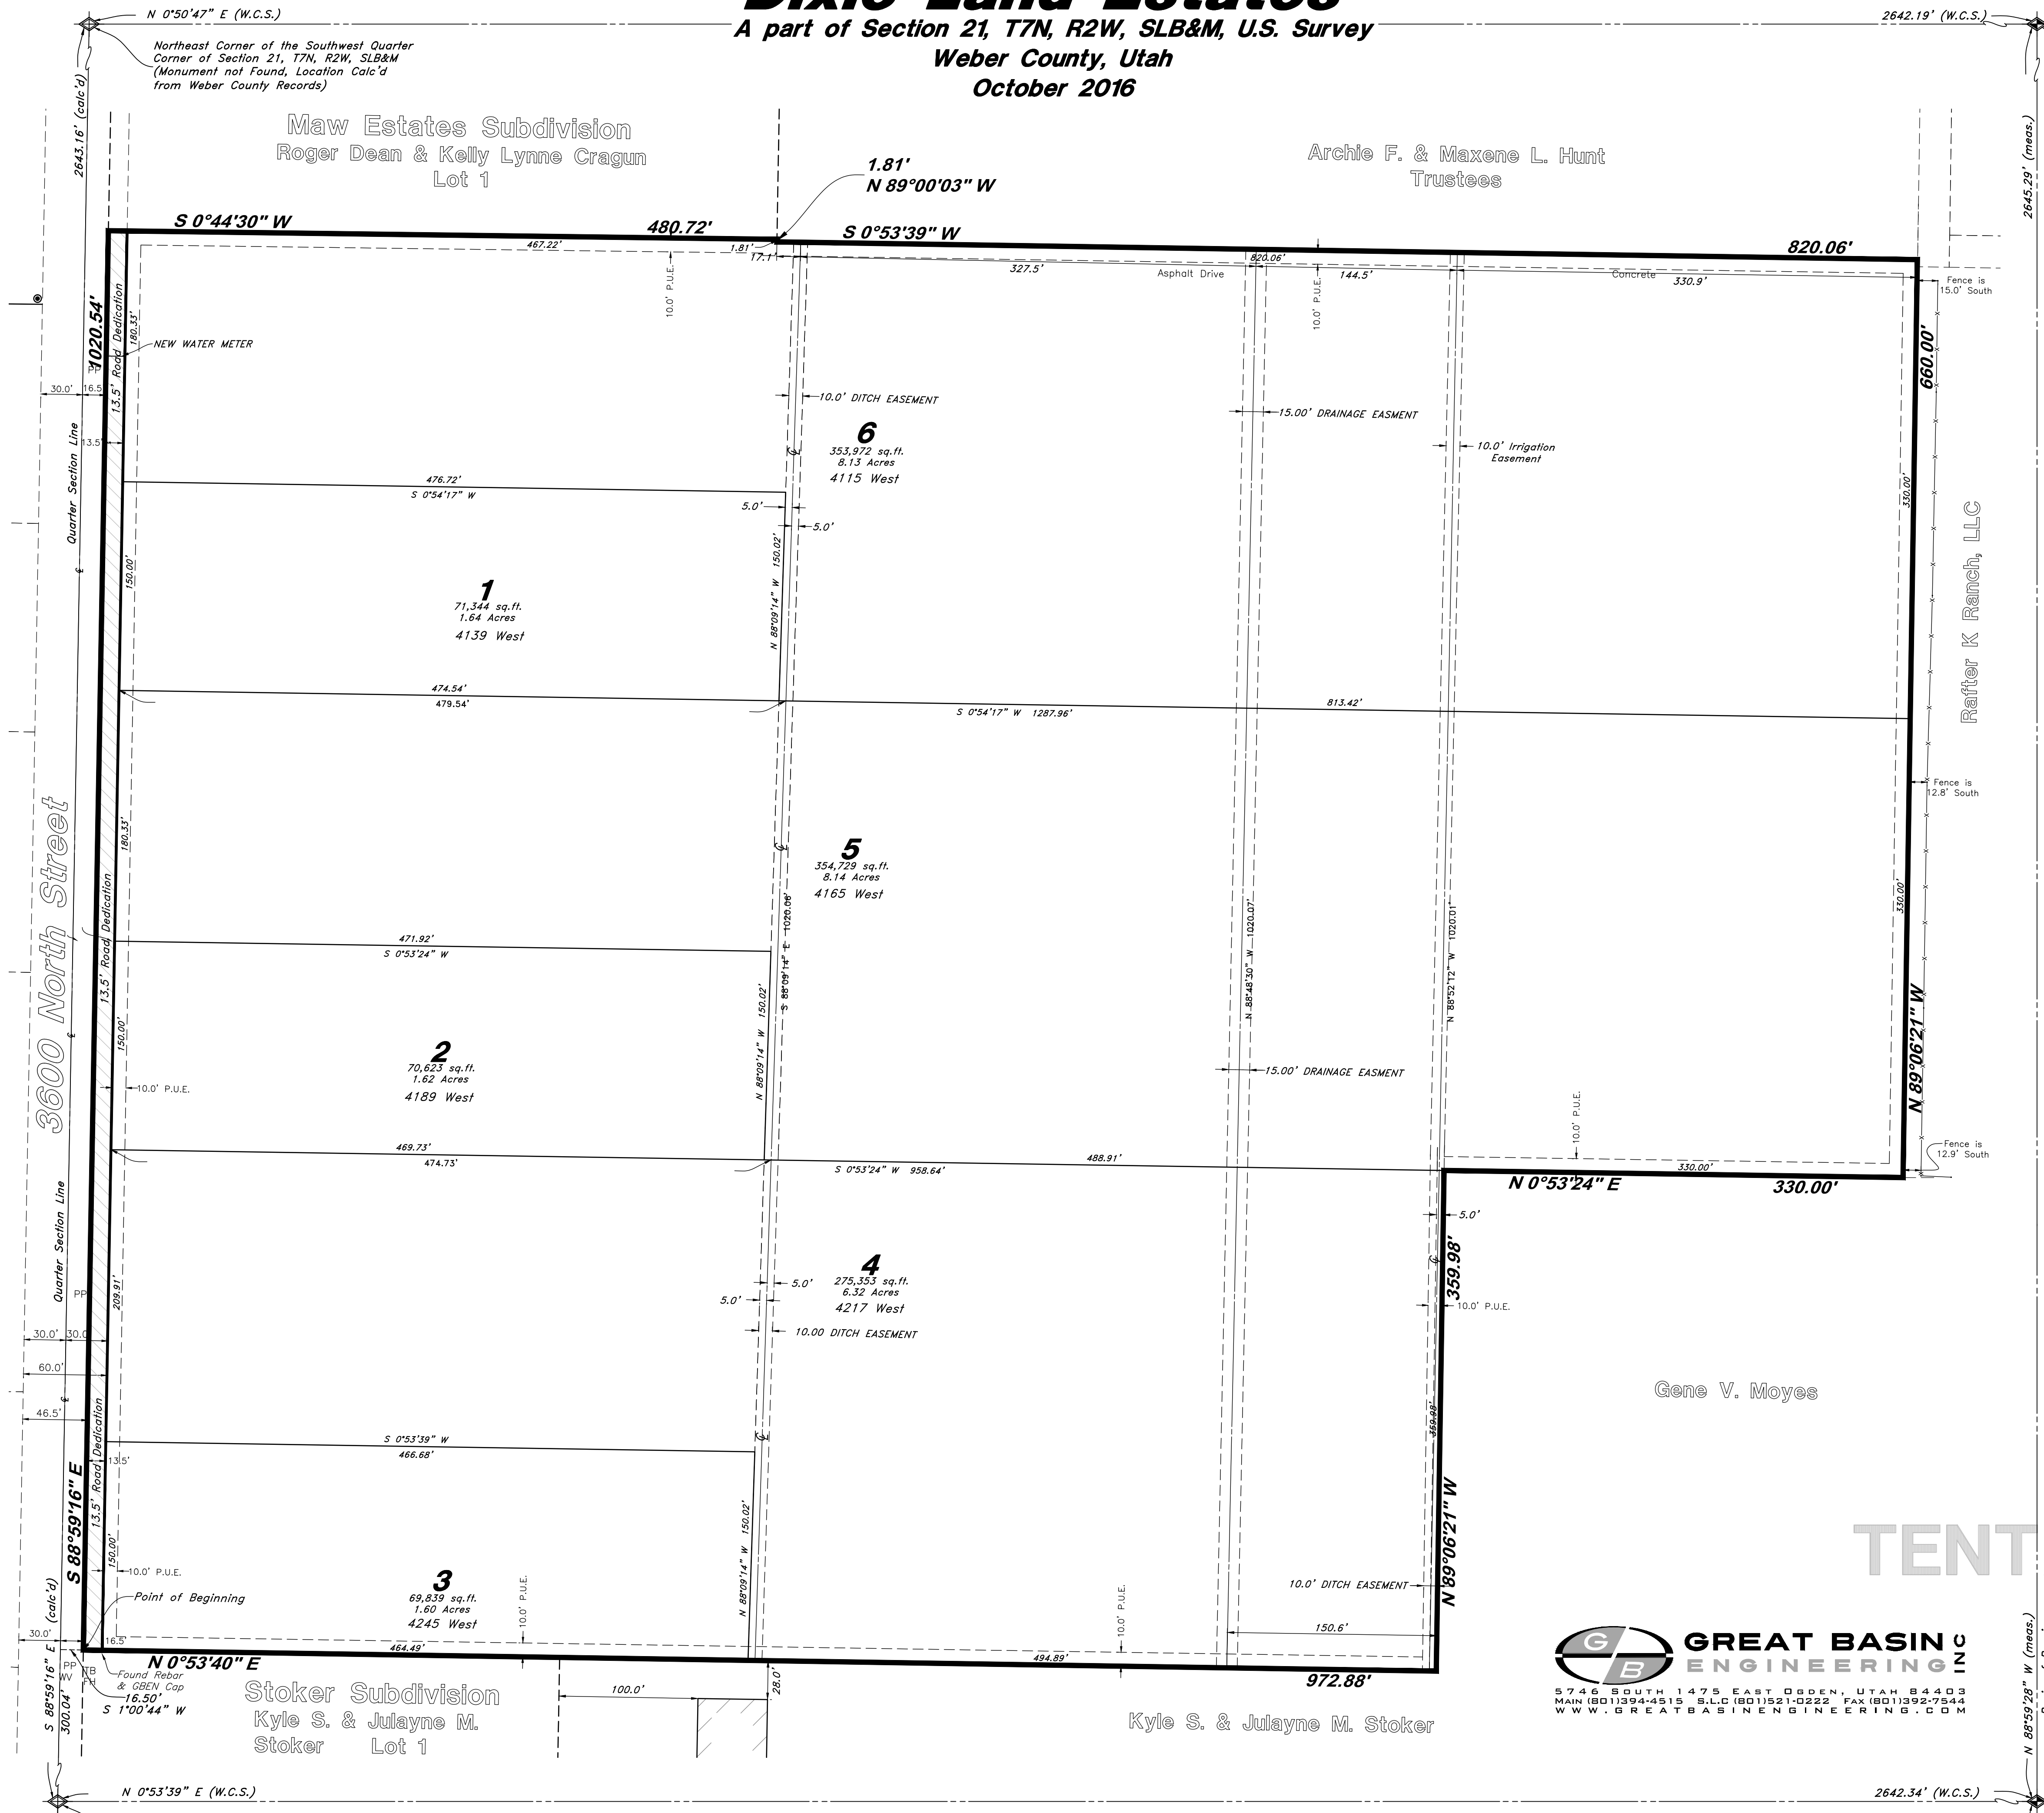 Dixie Land Estates
A part of Section 21, T7N, R2W, SLB&M, U.S. Survey
Weber County, Utah
October 2016
N 0°50'47" E (W.C.S.)
2642.19' (W.C.S.)
Northeast Corner of the Southwest Quarter
Corner of Section 21, T7N, R2W, SLB&M
(Monument not Found, Location Calc'd
from Weber County Records)
2643.16' (calc'd)
2645.29' (meas.)
Maw Estates Subdivision
Roger Dean & Kelly Lynne Cragun
Lot 1
1.81'
N 89°00'03" W
Archie F. & Maxene L. Hunt
Trustees
S 0°44'30" W
480.72'
S 0°53'39" W
820.06'
467.22'
1.81'
17.1'
327.5'
820.06'
Asphalt Drive
144.5'
Concrete
330.9'
10.0' P.U.E.
10.0' P.U.E.
Fence is
15.0' South
1020.54'
13.5' Road Dedication
180.33'
NEW WATER METER
PP
30.0'
16.5'
13.5'
Quarter Section Line
660.00'
10.0' DITCH EASEMENT
15.00' DRAINAGE EASMENT
10.0' Irrigation
Easement
6
353,972 sq.ft.
8.13 Acres
4115 West
476.72'
S 0°54'17" W
5.0'
5.0'
330.00'
150.00'
N 88°09'14" W 150.02'
1
71,344 sq.ft.
1.64 Acres
4139 West
Rafter K Ranch, LLC
474.54'
479.54'
S 0°54'17" W 1287.96'
813.42'
Fence is
12.8' South
3600 North Street
180.33'
13.5' Road Dedication
5
354,729 sq.ft.
8.14 Acres
4165 West
S 88°09'14" E 1020.06'
N 88°48'30" W 1020.07'
N 88°52'12" W 1020.01'
330.00'
N 89°06'21" W
471.92'
S 0°53'24" W
150.00'
N 88°09'14" W 150.02'
2
70,623 sq.ft.
1.62 Acres
4189 West
10.0' P.U.E.
15.00' DRAINAGE EASMENT
10.0' P.U.E.
469.73'
474.73'
S 0°53'24" W 958.64'
488.91'
330.00'
Fence is
12.9' South
N 0°53'24" E
330.00'
Quarter Section Line
PP
209.91'
5.0'
359.98'
4
275,353 sq.ft.
6.32 Acres
4217 West
5.0'
5.0'
10.00 DITCH EASEMENT
10.0' P.U.E.
30.0'
30.0
60.0'
46.5'
Gene V. Moyes
359.98'
13.5' Road Dedication
13.5'
S 0°53'39" W
466.68'
S 88°59'16" E
N 88°09'14" W 150.02'
N 89°06'21" W
150.00'
10.0' P.U.E.
Point of Beginning
3
69,839 sq.ft.
1.60 Acres
4245 West
10.0' P.U.E.
10.0' P.U.E.
10.0' DITCH EASEMENT
150.6'
TENT
30.0'
16.5'
464.49'
494.89'
N 0°53'40" E
972.88'
PP
WV
TB
FH
Found Rebar
& GBEN Cap
16.50'
S 1°00'44" W
S 88°59'16" E (calc'd)
300.04'
Stoker Subdivision
Kyle S. & Julayne M.
Stoker Lot 1
100.0'
28.0'
Kyle S. & Julayne M. Stoker
G
B
GREAT BASIN
ENGINEERING INC
5746 SOUTH 1475 EAST OGDEN, UTAH 84403
MAIN (801)394-4515 S.L.C (801)521-0222 FAX (801)392-7544
WWW.GREATBASINENGINEERING.COM
N 88°59'28" W (meas.)
N 0°53'39" E (W.C.S.)
2642.34' (W.C.S.)